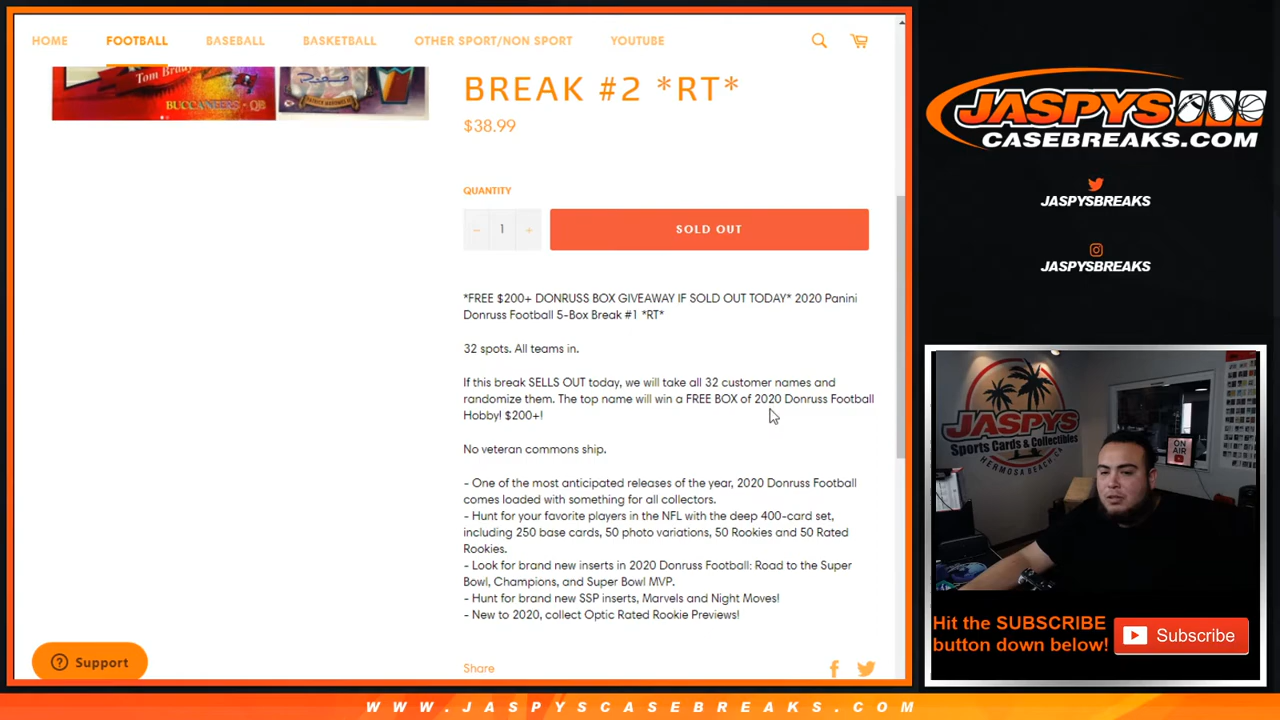 HOME FOOTBALL BASEBALL BASKETBALL OTHER SPORT/NON SPORT YOUTUBE
Tom Brady
BUCCANEERS • QB
BREAK #2 *RT*
$38.99
QUANTITY
− 1 +
SOLD OUT
*FREE $200+ DONRUSS BOX GIVEAWAY IF SOLD OUT TODAY* 2020 Panini
Donruss Football 5-Box Break #1 *RT*
32 spots. All teams in.
If this break SELLS OUT today, we will take all 32 customer names and
randomize them. The top name will win a FREE BOX of 2020 Donruss Football
Hobby! $200+!
No veteran commons ship.
- One of the most anticipated releases of the year, 2020 Donruss Football
comes loaded with something for all collectors.
- Hunt for your favorite players in the NFL with the deep 400-card set,
including 250 base cards, 50 photo variations, 50 Rookies and 50 Rated
Rookies.
- Look for brand new inserts in 2020 Donruss Football: Road to the Super
Bowl, Champions, and Super Bowl MVP.
- Hunt for brand new SSP inserts, Marvels and Night Moves!
- New to 2020, collect Optic Rated Rookie Previews!
Share
Support
JASPYS
CASEBREAKS.COM
JASPYSBREAKS
JASPYSBREAKS
JASPYS
Sports Cards & Collectibles
HERMOSA BEACH, CA
ON
AIR
Hit the SUBSCRIBE
button down below!
Subscribe
WWW.JASPYSCASEBREAKS.COM